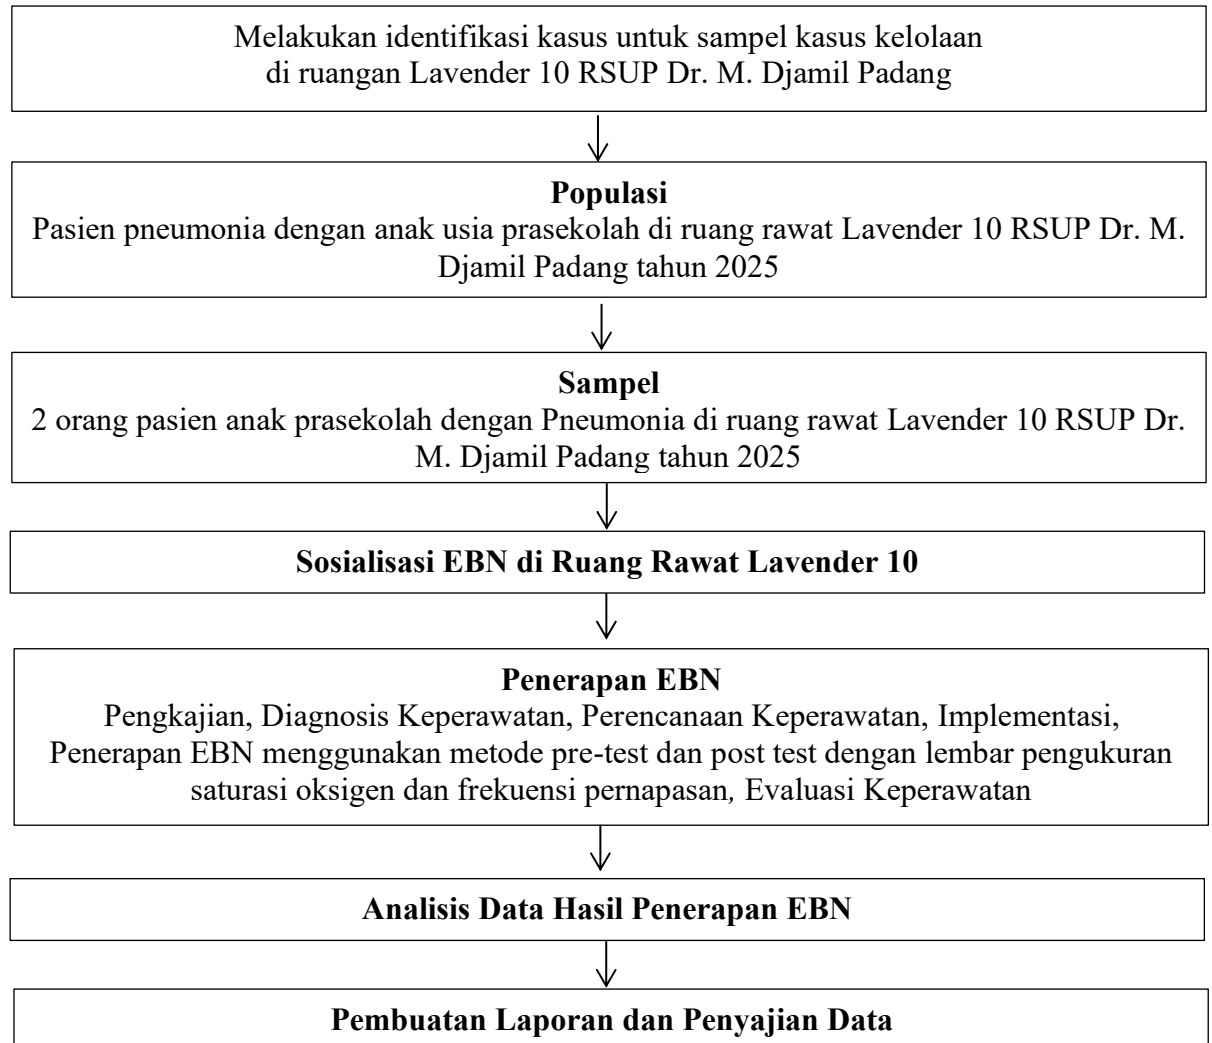 Melakukan identifikasi kasus untuk sampel kasus kelolaan
di ruangan Lavender 10 RSUP Dr. M. Djamil Padang
Populasi
Pasien pneumonia dengan anak usia prasekolah di ruang rawat Lavender 10 RSUP Dr. M.
Djamil Padang tahun 2025
Sampel
2 orang pasien anak prasekolah dengan Pneumonia di ruang rawat Lavender 10 RSUP Dr.
M. Djamil Padang tahun 2025
Sosialisasi EBN di Ruang Rawat Lavender 10
Penerapan EBN
Pengkajian, Diagnosis Keperawatan, Perencanaan Keperawatan, Implementasi,
Penerapan EBN menggunakan metode pre-test dan post test dengan lembar pengukuran
saturasi oksigen dan frekuensi pernapasan, Evaluasi Keperawatan
Analisis Data Hasil Penerapan EBN
Pembuatan Laporan dan Penyajian Data